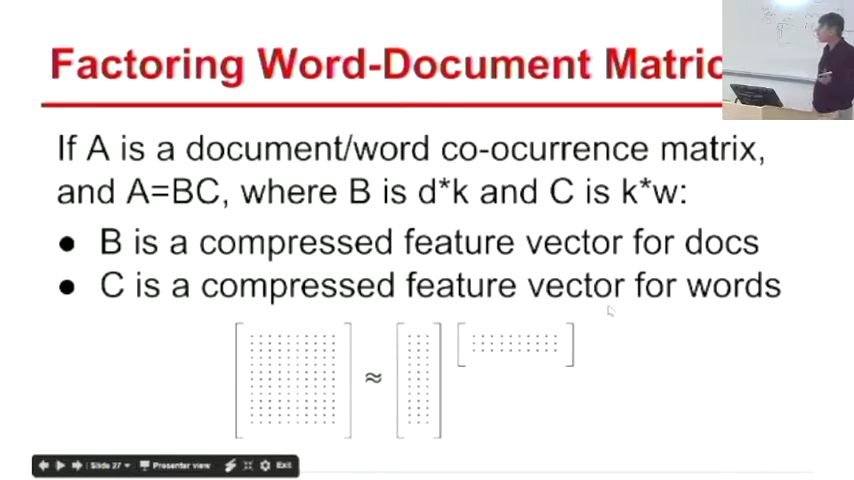 Factoring Word-Document Matric
If A is a document/word co-ocurrence matrix,
and A=BC, where B is d*k and C is k*w:
● B is a compressed feature vector for docs
● C is a compressed feature vector for words
≈
Slide 27 Presenter view Exit